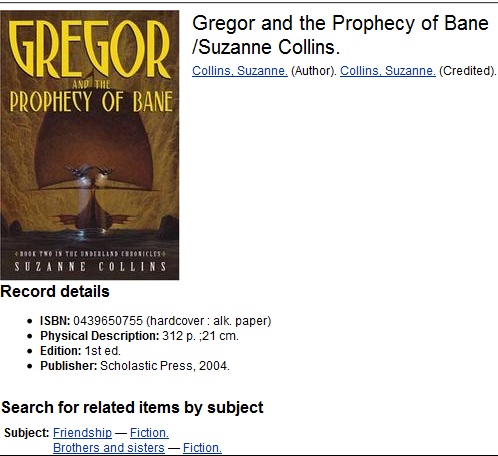 GREGOR
AND THE
PROPHECY OF BANE
BOOK TWO IN THE UNDERLAND CHRONICLES
SUZANNE COLLINS
Gregor and the Prophecy of Bane
/Suzanne Collins.
Collins, Suzanne. (Author). Collins, Suzanne. (Credited).
Record details
ISBN: 0439650755 (hardcover : alk. paper)
Physical Description: 312 p. ;21 cm.
Edition: 1st ed.
Publisher: Scholastic Press, 2004.
Search for related items by subject
Subject: Friendship — Fiction.
Brothers and sisters — Fiction.